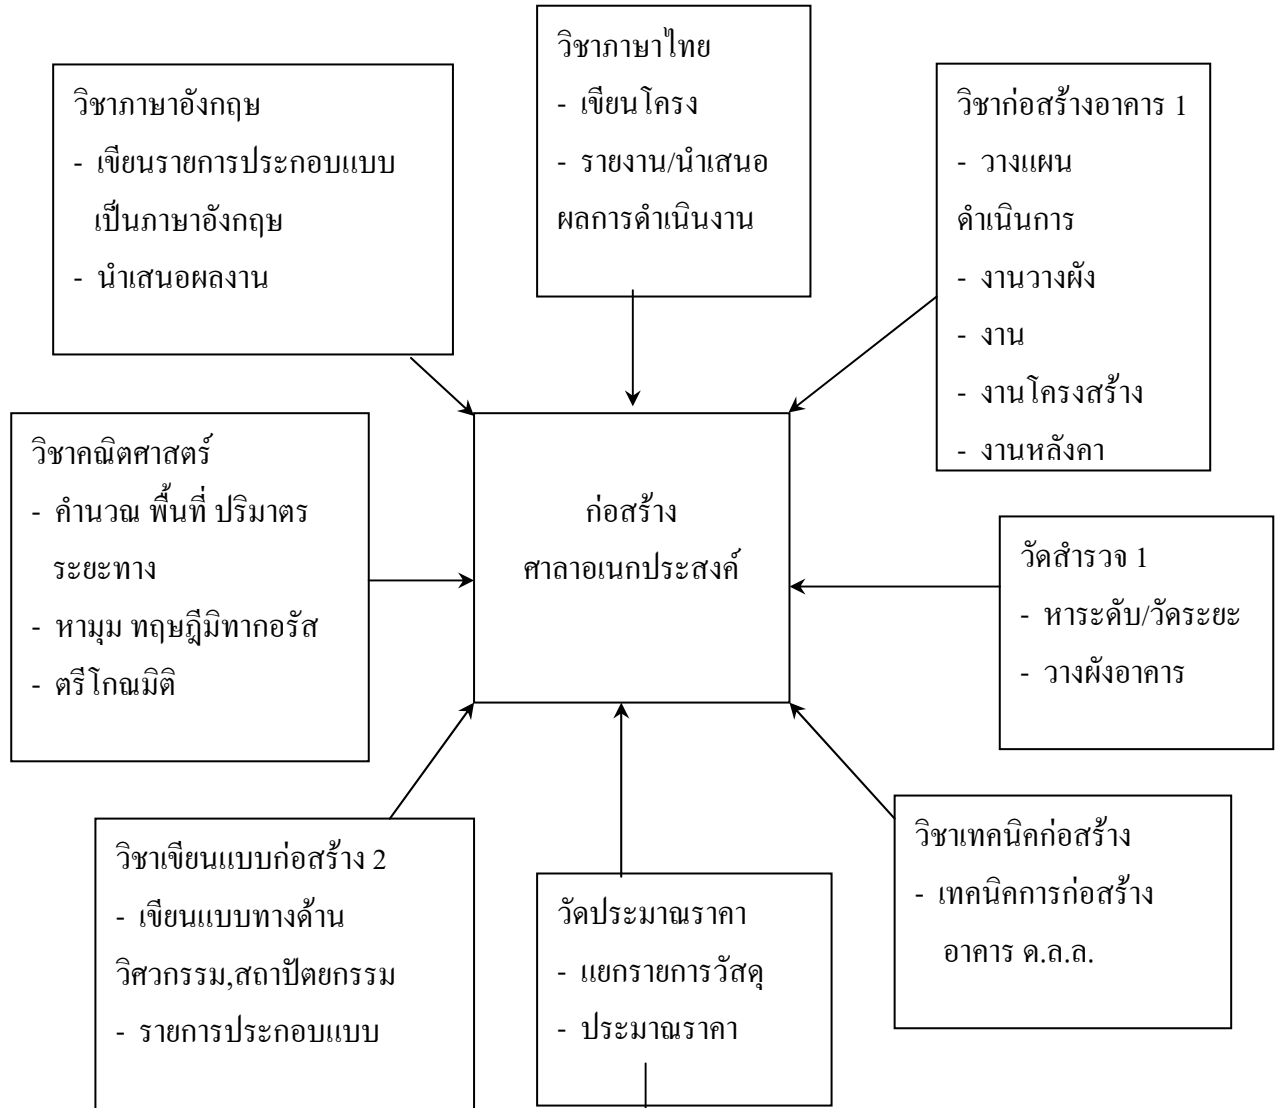 วิชาภาษาไทย
- เขียนโครง
- รายงาน/นำเสนอ
ผลการดำเนินงาน
วิชาภาษาอังกฤษ
- เขียนรายการประกอบแบบ
เป็นภาษาอังกฤษ
- นำเสนอผลงาน
วิชาก่อสร้างอาคาร 1
- วางแผน
ดำเนินการ
- งานวางผัง
- งาน
- งานโครงสร้าง
- งานหลังคา
วิชาคณิตศาสตร์
- คำนวณ พื้นที่ ปริมาตร
ระยะทาง
- หามุม ทฤษฎีมิทากอรัส
- ตรีโกณมิติ
ก่อสร้าง
ศาลาอเนกประสงค์
วัดสำรวจ 1
- หาระดับ/วัดระยะ
- วางผังอาคาร
วิชาเขียนแบบก่อสร้าง 2
- เขียนแบบทางด้าน
วิศวกรรม,สถาปัตยกรรม
- รายการประกอบแบบ
วัดประมาณราคา
- แยกรายการวัสดุ
- ประมาณราคา
วิชาเทคนิคก่อสร้าง
- เทคนิคการก่อสร้าง
อาคาร ค.ล.ล.